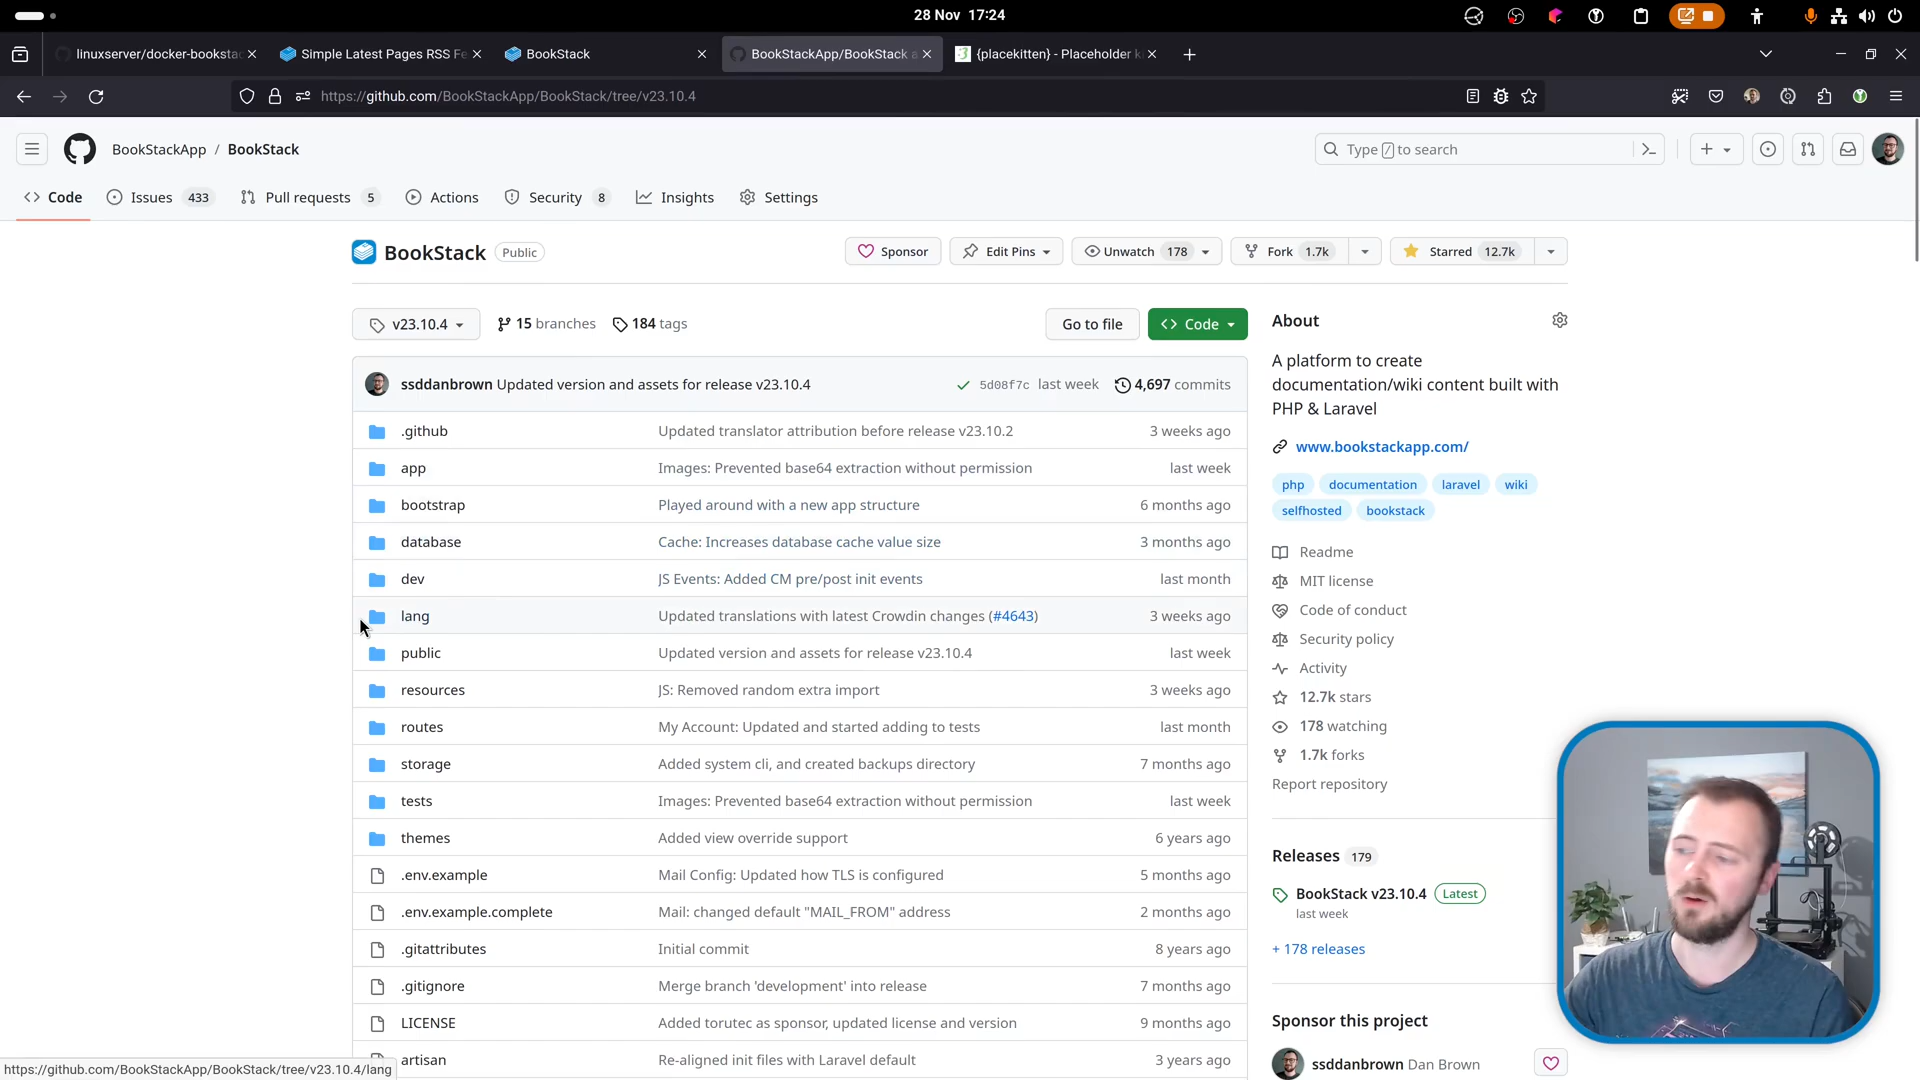 28 Nov 17:24
linuxserver/docker-booksta
Simple Latest Pages RSS Fe
BookStack
BookStackApp/BookStack a
{placekitten} - Placeholder ki
https://github.com/BookStackApp/BookStack/tree/v23.10.4
BookStackApp / BookStack
Type / to search
Code
Issues 433
Pull requests 5
Actions
Security 8
Insights
Settings
BookStack Public
Sponsor
Edit Pins
Unwatch 178
Fork 1.7k
Starred 12.7k
v23.10.4
15 branches
184 tags
Go to file
Code
ssddanbrown Updated version and assets for release v23.10.4 5d08f7c last week 4,697 commits
.github Updated translator attribution before release v23.10.2 3 weeks ago
app Images: Prevented base64 extraction without permission last week
bootstrap Played around with a new app structure 6 months ago
database Cache: Increases database cache value size 3 months ago
dev JS Events: Added CM pre/post init events last month
lang Updated translations with latest Crowdin changes (#4643) 3 weeks ago
public Updated version and assets for release v23.10.4 last week
resources JS: Removed random extra import 3 weeks ago
routes My Account: Updated and started adding to tests last month
storage Added system cli, and created backups directory 7 months ago
tests Images: Prevented base64 extraction without permission last week
themes Added view override support 6 years ago
.env.example Mail Config: Updated how TLS is configured 5 months ago
.env.example.complete Mail: changed default "MAIL_FROM" address 2 months ago
.gitattributes Initial commit 8 years ago
.gitignore Merge branch 'development' into release 7 months ago
LICENSE Added torutec as sponsor, updated license and version 9 months ago
artisan Re-aligned init files with Laravel default 3 years ago
About
A platform to create
documentation/wiki content built with
PHP & Laravel
www.bookstackapp.com/
php documentation laravel wiki
selfhosted bookstack
Readme
MIT license
Code of conduct
Security policy
Activity
12.7k stars
178 watching
1.7k forks
Report repository
Releases 179
BookStack v23.10.4 Latest
last week
+ 178 releases
Sponsor this project
ssddanbrown Dan Brown
https://github.com/BookStackApp/BookStack/tree/v23.10.4/lang